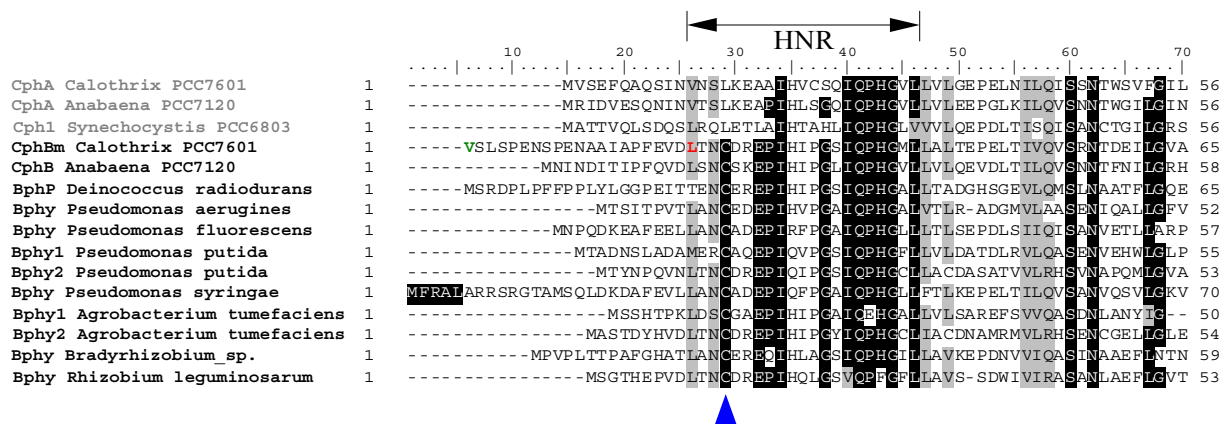 HNR
10 20 30 40 50 60 70
CphA Calothrix PCC7601 1 --------------MVSEFQAQSINVNSLKEAAIHVCSQIQPHGVLLVLGEPELNILQISSNTWSVFGIL 56
CphA Anabaena PCC7120 1 --------------MRIDVESQNINVTSLKEAPIHLSGQIQPHGVLLVLEEPSLKILQVSNNTWGILGIN 56
Cph1 Synechocystis PCC6803 1 --------------MATTVQLSDQSLRQLETLAIHTAHLIQPHGLVVVLQEPDLTISQISANCTGILGRS 56
CphBm Calothrix PCC7601 1 -----VSLSPENSPENAAIAPFEVDLTNCDREPIHIPGSIQPHGMLLALTEPELTIVQVSRNTDEILGVA 65
CphB Anabaena PCC7120 1 ------------MNINDITIPFQVDLSNCSKEPIHIPGLIQPHGVLLVLQEVDLTILQVSNNTFNILGRH 58
BphP Deinococcus radiodurans 1 -----MSRDPLPFFPPLYLGGPEITTENCEREPIHIPGSIQPHGALLTADGHSGEVLQMSLNAATFLGQE 65
Bphy Pseudomonas aerugines 1 -----------------MTSITPVTLANCEDEPIHVPGAIQPHGALVTLR-ADGMVLAASENIQALLGFV 52
Bphy Pseudomonas fluorescens 1 -------------MNPQDKEAFEELLANCADEPIRFPGAIQPHGLLLTLSEPDLSIIQISANVETLLARP 57
Bphy1 Pseudomonas putida 1 ---------------MTADNSLADAMERCAQEPIQVPGSIQPHGFLLVLDATDLRVLQASENVEHWLGLP 55
Bphy2 Pseudomonas putida 1 -----------------MTYNPQVNLTNCDREPIQIPGSIQPHGCLLACDASATVVLRHSVNAPQMLGVA 53
Bphy Pseudomonas syringae 1 MFRALARRSRGTAMSQLDKDAFEVLLANCADEPIQFPGAIQPHGLLFTLKEPELTILQVSANVQSVLGKV 70
Bphy1 Agrobacterium tumefaciens 1 ------------------MSSHTPKLDSCGAEPIHIPGAIQEHGALLVLSAREFSVVQASDNLANYIG-- 50
Bphy2 Agrobacterium tumefaciens 1 ----------------MASTDYHVDLTNCDREPIHIPGYIQPHGCLIACDNAMRMVLRHSENCGELLGLE 54
Bphy Bradyrhizobium_sp. 1 -----------MPVPLTTPAFGHATLANCEREQIHLAGSIQPHGILLAVKEPDNVVIQASINAAEFLNTN 59
Bphy Rhizobium leguminosarum 1 ----------------MSGTHEPVDLTNCDREPIHQLGSVQPFGFLLAVS-SDWIVIRASANLAEFLGVT 53